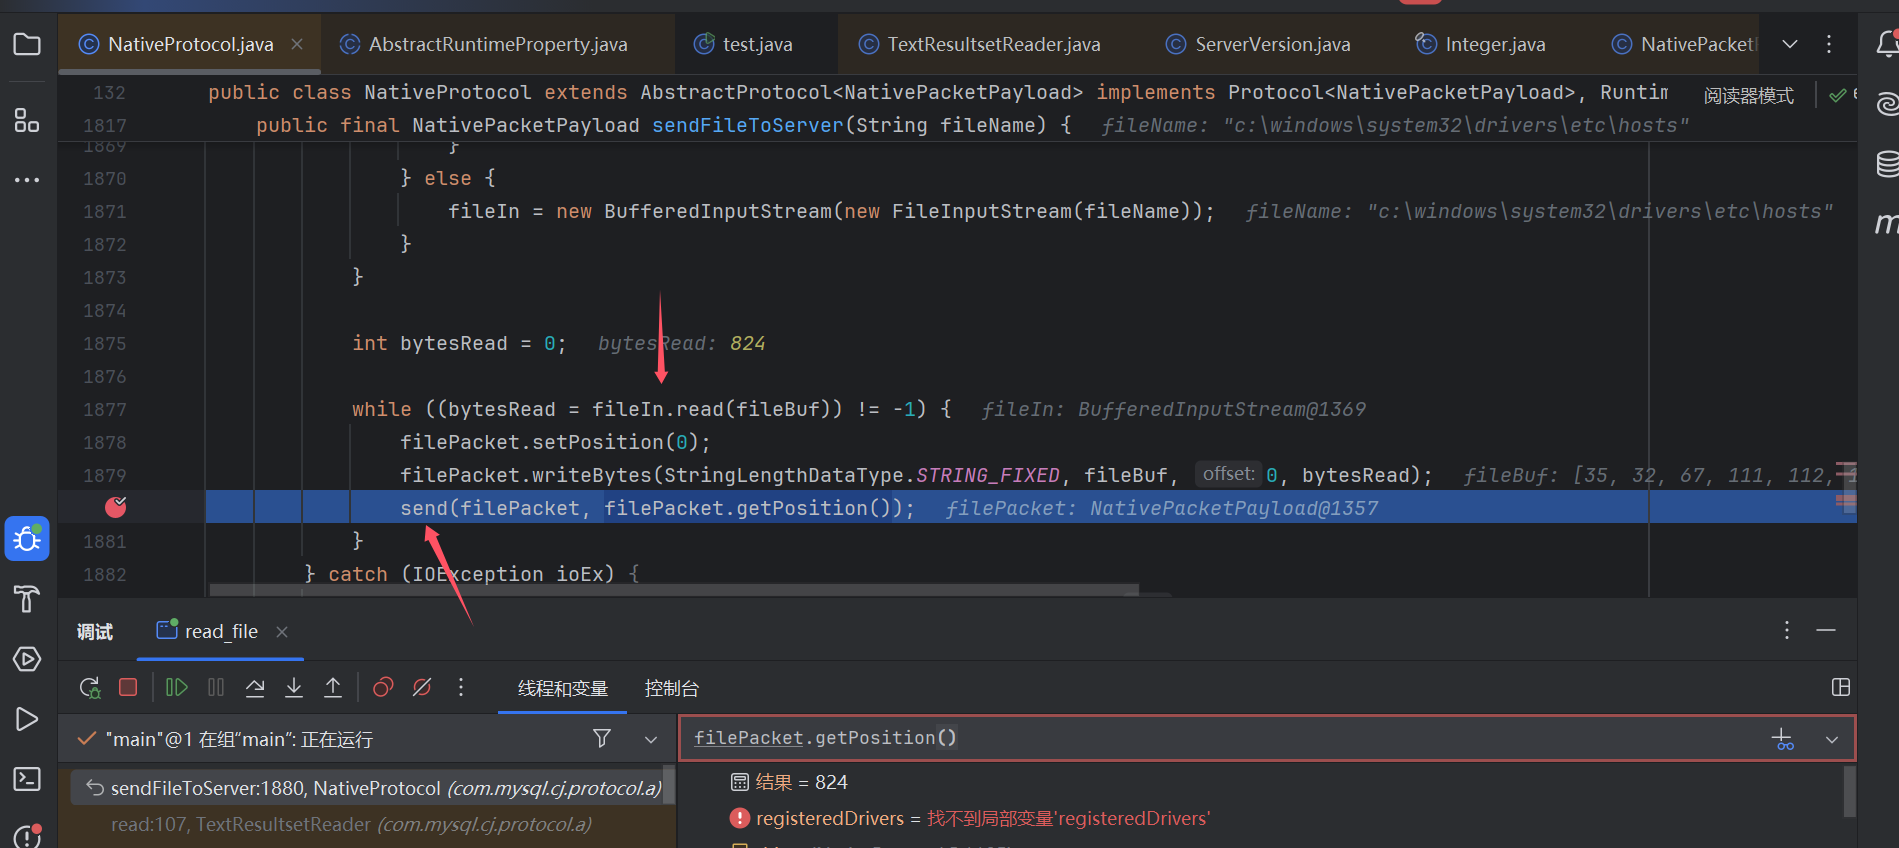 NativeProtocol.java
AbstractRuntimeProperty.java
test.java
TextResultsetReader.java
ServerVersion.java
Integer.java
NativePacket
132 public class NativeProtocol extends AbstractProtocol<NativePacketPayload> implements Protocol<NativePacketPayload>, Runtim
阅读器模式
1817 public final NativePacketPayload sendFileToServer(String fileName) { fileName: "c:\windows\system32\drivers\etc\hosts"
1869 }
1870 } else {
1871 fileIn = new BufferedInputStream(new FileInputStream(fileName)); fileName: "c:\windows\system32\drivers\etc\hosts"
1872 }
1873 }
1874
1875 int bytesRead = 0; bytesRead: 824
1876
1877 while ((bytesRead = fileIn.read(fileBuf)) != -1) { fileIn: BufferedInputStream@1369
1878 filePacket.setPosition(0);
1879 filePacket.writeBytes(StringLengthDataType.STRING_FIXED, fileBuf, offset: 0, bytesRead); fileBuf: [35, 32, 67, 111, 112,
send(filePacket, filePacket.getPosition()); filePacket: NativePacketPayload@1357
1881 }
1882 } catch (IOException ioEx) {
调试
read_file
线程和变量
控制台
"main"@1 在组“main”: 正在运行
filePacket.getPosition()
sendFileToServer:1880, NativeProtocol (com.mysql.cj.protocol.a)
结果 = 824
read:107, TextResultsetReader (com.mysql.cj.protocol.a)
registeredDrivers = 找不到局部变量'registeredDrivers'